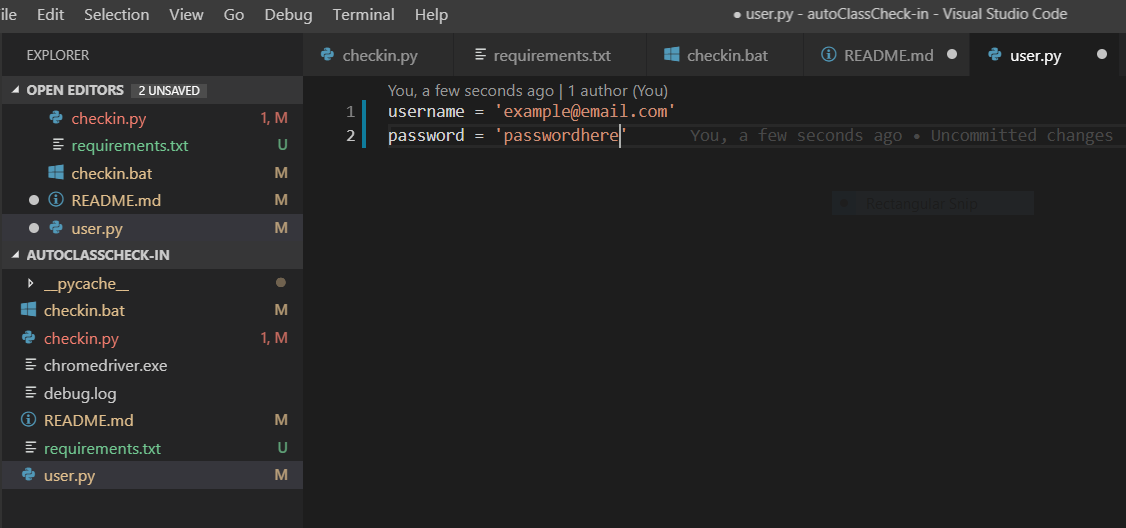 ile Edit Selection View Go Debug Terminal Help ● user.py - autoClassCheck-in - Visual Studio Code
EXPLORER
checkin.py requirements.txt checkin.bat README.md user.py
OPEN EDITORS 2 UNSAVED
checkin.py 1, M
requirements.txt U
checkin.bat M
README.md M
user.py M
AUTOCLASSCHECK-IN
__pycache__
checkin.bat M
checkin.py 1, M
chromedriver.exe
debug.log
README.md M
requirements.txt U
user.py M
You, a few seconds ago | 1 author (You)
1 username = 'example@email.com'
2 password = 'passwordhere' You, a few seconds ago • Uncommitted changes
Rectangular Snip